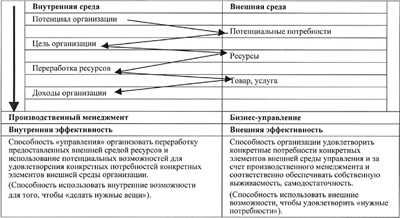 Внутренняя среда
Внешняя среда
Потенциал организации
Потенциальные потребности
Цель организации
Ресурсы
Переработка ресурсов
Товар, услуга
Доходы организации
Производственный менеджмент
Внутренняя эффективность
Способность «управления» организовать переработку
предоставленных внешней средой ресурсов и
использование потенциальных возможностей для
удовлетворения конкретных потребностей конкретных
элементов внешней среды организации.
(Способность использовать внутренние возможности
для того, чтобы «делать нужные вещи»).
Бизнес-управление
Внешняя эффективность
Способность организации удовлетворить
конкретные потребности конкретных
элементов внешней среды управления и за
счет производственного менеджмента и
соответственно обеспечивать собственную
выживаемость, самодостаточность.
(Способность использовать внешние
возможности, чтобы удовлетворить «нужные
потребности»).